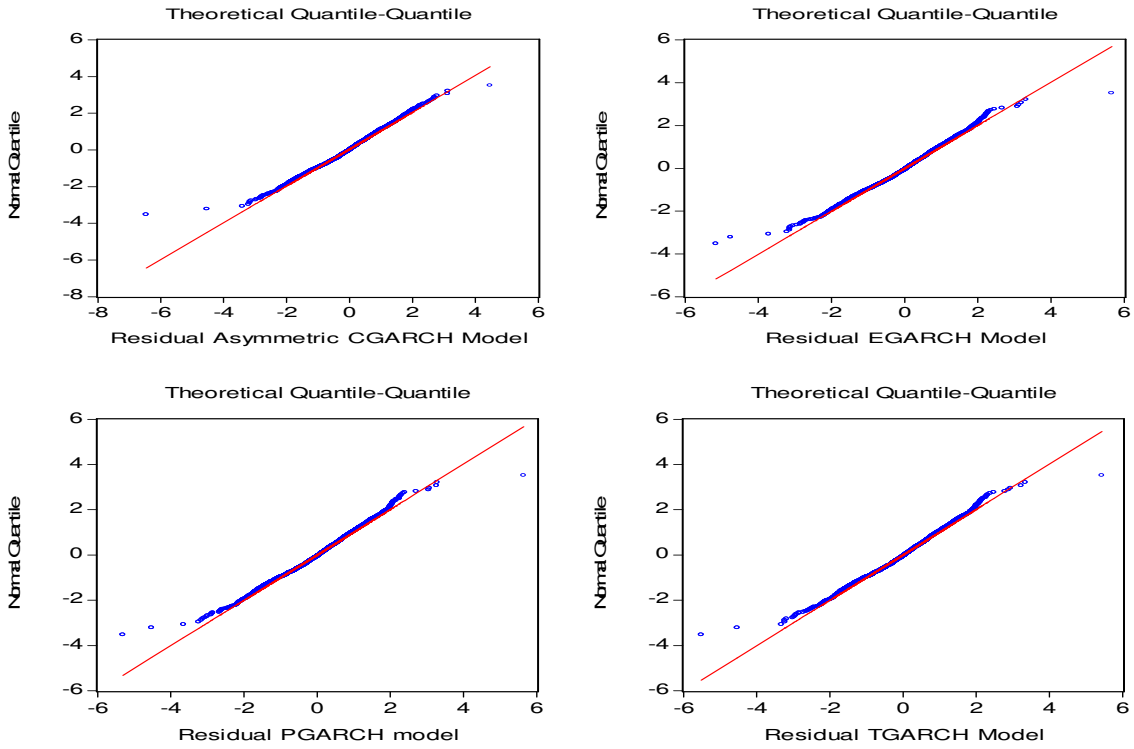 Theoretical Quantile-Quantile
Theoretical Quantile-Quantile
6
4
2
0
-2
-4
-6
-8
Normal Quantile
-8 -6 -4 -2 0 2 4 6
Residual Asymmetric CGARCH Model
6
4
2
0
-2
-4
-6
Normal Quantile
-6 -4 -2 0 2 4 6
Residual EGARCH Model
Theoretical Quantile-Quantile
Theoretical Quantile-Quantile
6
4
2
0
-2
-4
-6
Normal Quantile
-6 -4 -2 0 2 4 6
Residual PGARCH model
6
4
2
0
-2
-4
-6
Normal Quantile
-6 -4 -2 0 2 4 6
Residual TGARCH Model